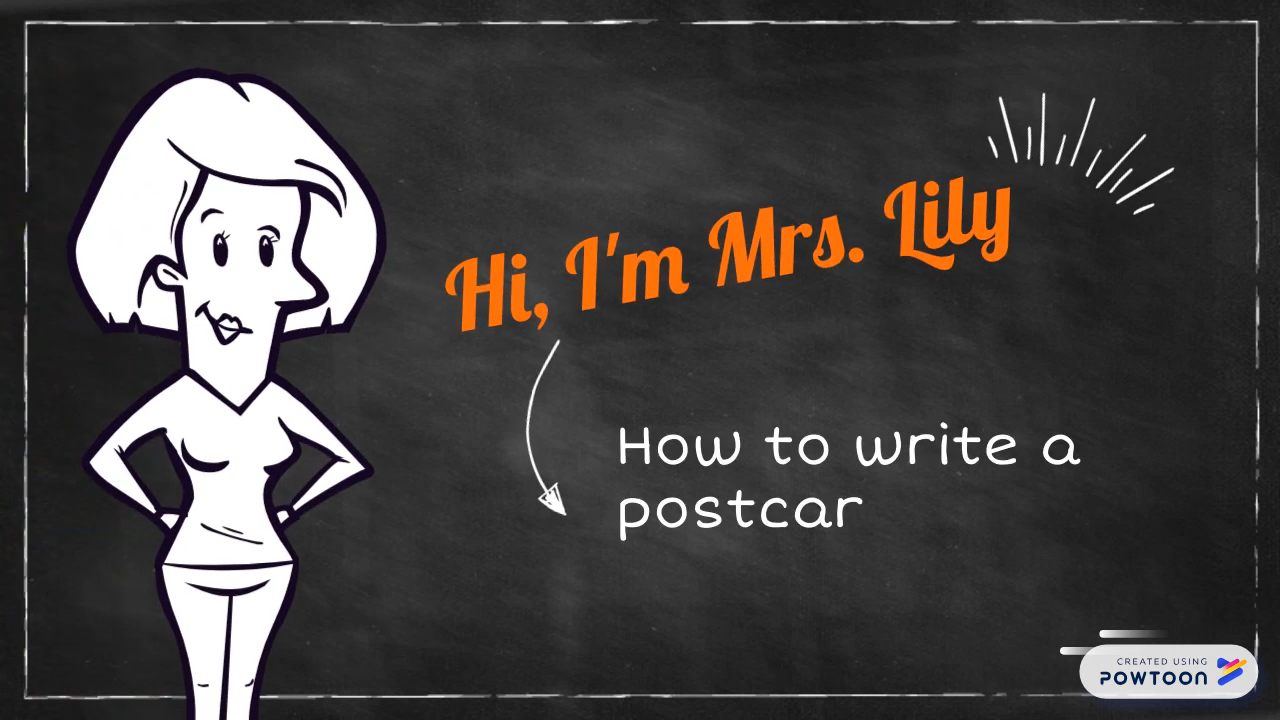 Hi, I'm Mrs. Lily
How to write a
postcar
CREATED USING
POWTOON